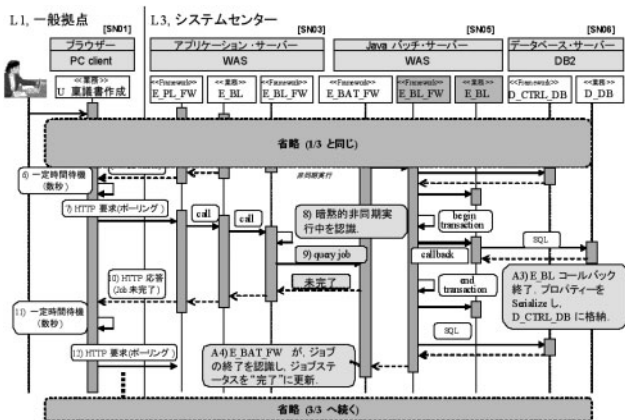 L1, 一般拠点
L3, システムセンター
[SN01]
[SN03]
[SN05]
[SN06]
ブラウザー
PC client
アプリケーション・サーバー
WAS
Java バッチ・サーバー
WAS
データベース・サーバー
DB2
<<業務>>
U_稟議書作成
<<Framework>>
E_PL_FW
<<業務>>
E_BL
<<Framework>>
E_BL_FW
<<Framework>>
E_BAT_FW
<<Framework>>
E_BL_FW
<<業務>>
E_BL
<<Framework>>
D_CTRL_DB
<<業務>>
D_DB
省略 (1/3 と同じ)
非同期実行
6) 一定時間待機
(数秒)
7) HTTP 要求(ポーリング)
call
call
8) 暗黙的非同期実
行中を認識.
begin
transaction
SQL
9) query job
callback
10) HTTP 応答
(Job 未完了)
未完了
end
transaction
A3) E_BL コールバック
終了. プロパティーを
Serialize し,
D_CTRL_DB に格納.
11) 一定時間待機
(数秒)
SQL
12) HTTP 要求(ポーリング)
A4) E_BAT_FW が, ジョブ
の終了を認識し, ジョブステ
ータスを"完了"に更新.
省略 (3/3 へ続く)